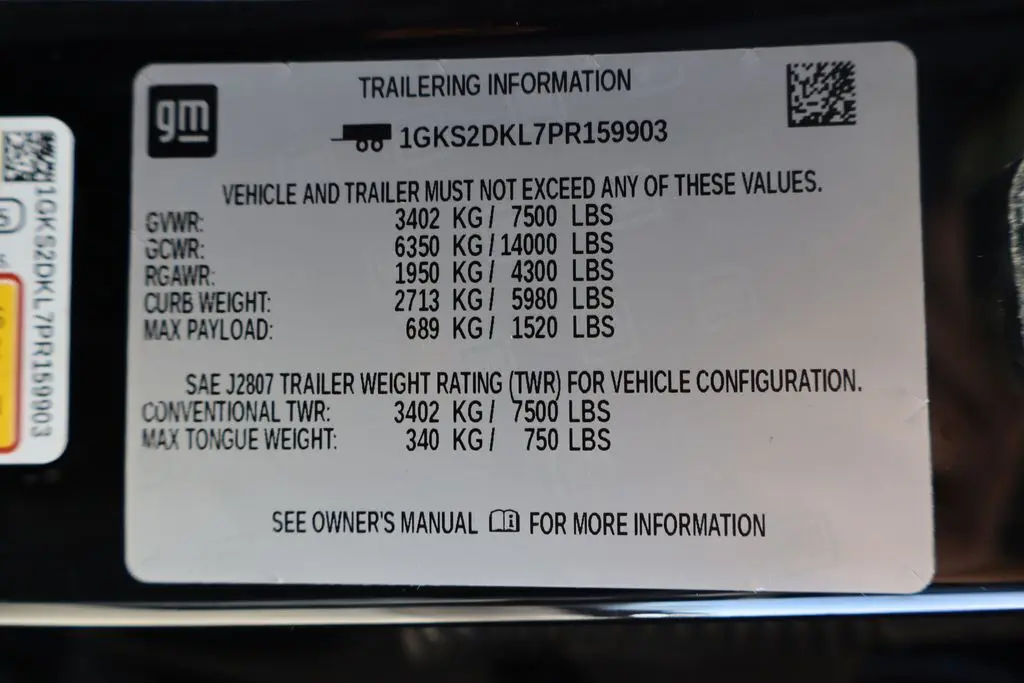 gm
TRAILERING INFORMATION
1GKS2DKL7PR159903
VEHICLE AND TRAILER MUST NOT EXCEED ANY OF THESE VALUES.
GVWR: 3402 KG / 7500 LBS
GCWR: 6350 KG / 14000 LBS
RGAWR: 1950 KG / 4300 LBS
CURB WEIGHT: 2713 KG / 5980 LBS
MAX PAYLOAD: 689 KG / 1520 LBS
SAE J2807 TRAILER WEIGHT RATING (TWR) FOR VEHICLE CONFIGURATION.
CONVENTIONAL TWR: 3402 KG / 7500 LBS
MAX TONGUE WEIGHT: 340 KG / 750 LBS
SEE OWNER'S MANUAL FOR MORE INFORMATION
1GKS2DKL7PR159903